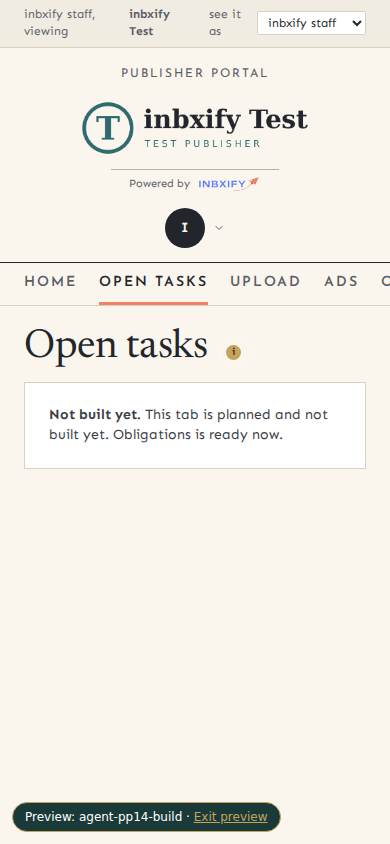 inbxify staff, viewing
inbxify Test
see it as
inbxify staff
PUBLISHER PORTAL
T
inbxify Test
TEST PUBLISHER
Powered by INBXIFY
I
HOME OPEN TASKS UPLOAD ADS
Open tasks i
Not built yet. This tab is planned and not
built yet. Obligations is ready now.
Preview: agent-pp14-build · Exit preview